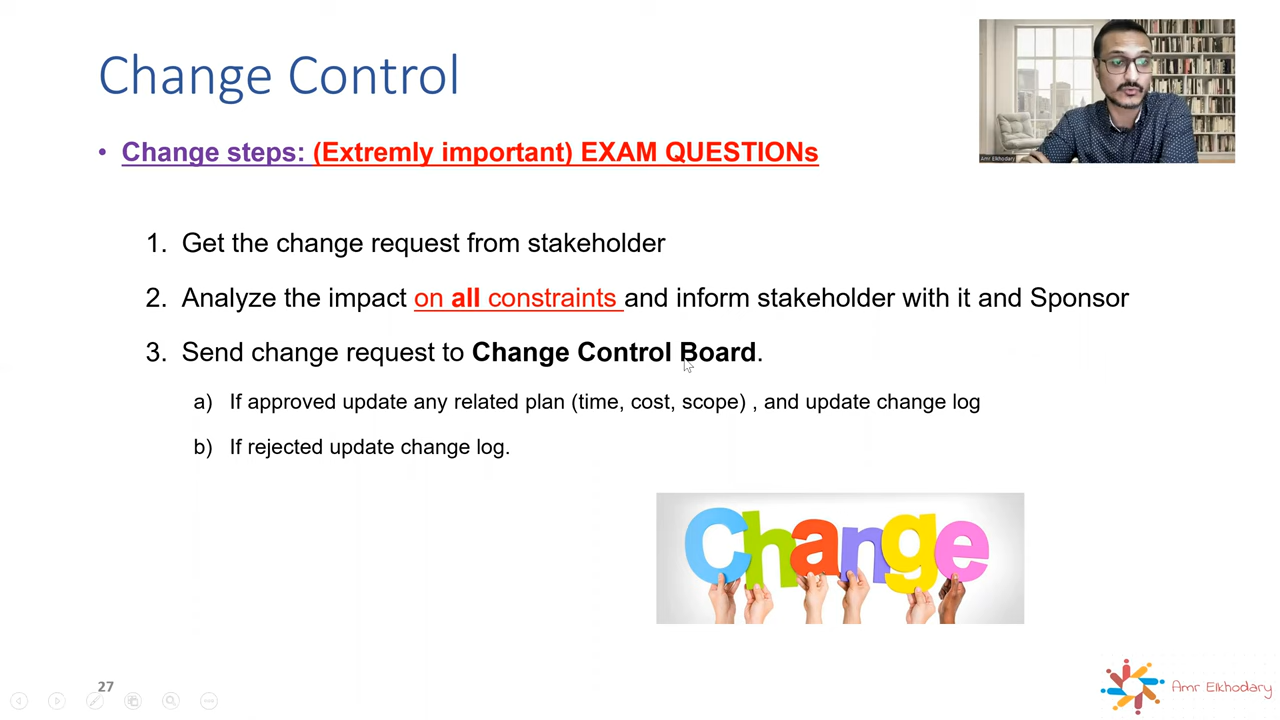 Change Control
Amr Elkhodary
• Change steps: (Extremly important) EXAM QUESTIONs
1. Get the change request from stakeholder
2. Analyze the impact on all constraints and inform stakeholder with it and Sponsor
3. Send change request to Change Control Board.
a) If approved update any related plan (time, cost, scope) , and update change log
b) If rejected update change log.
Change
27
Amr Elkhodary